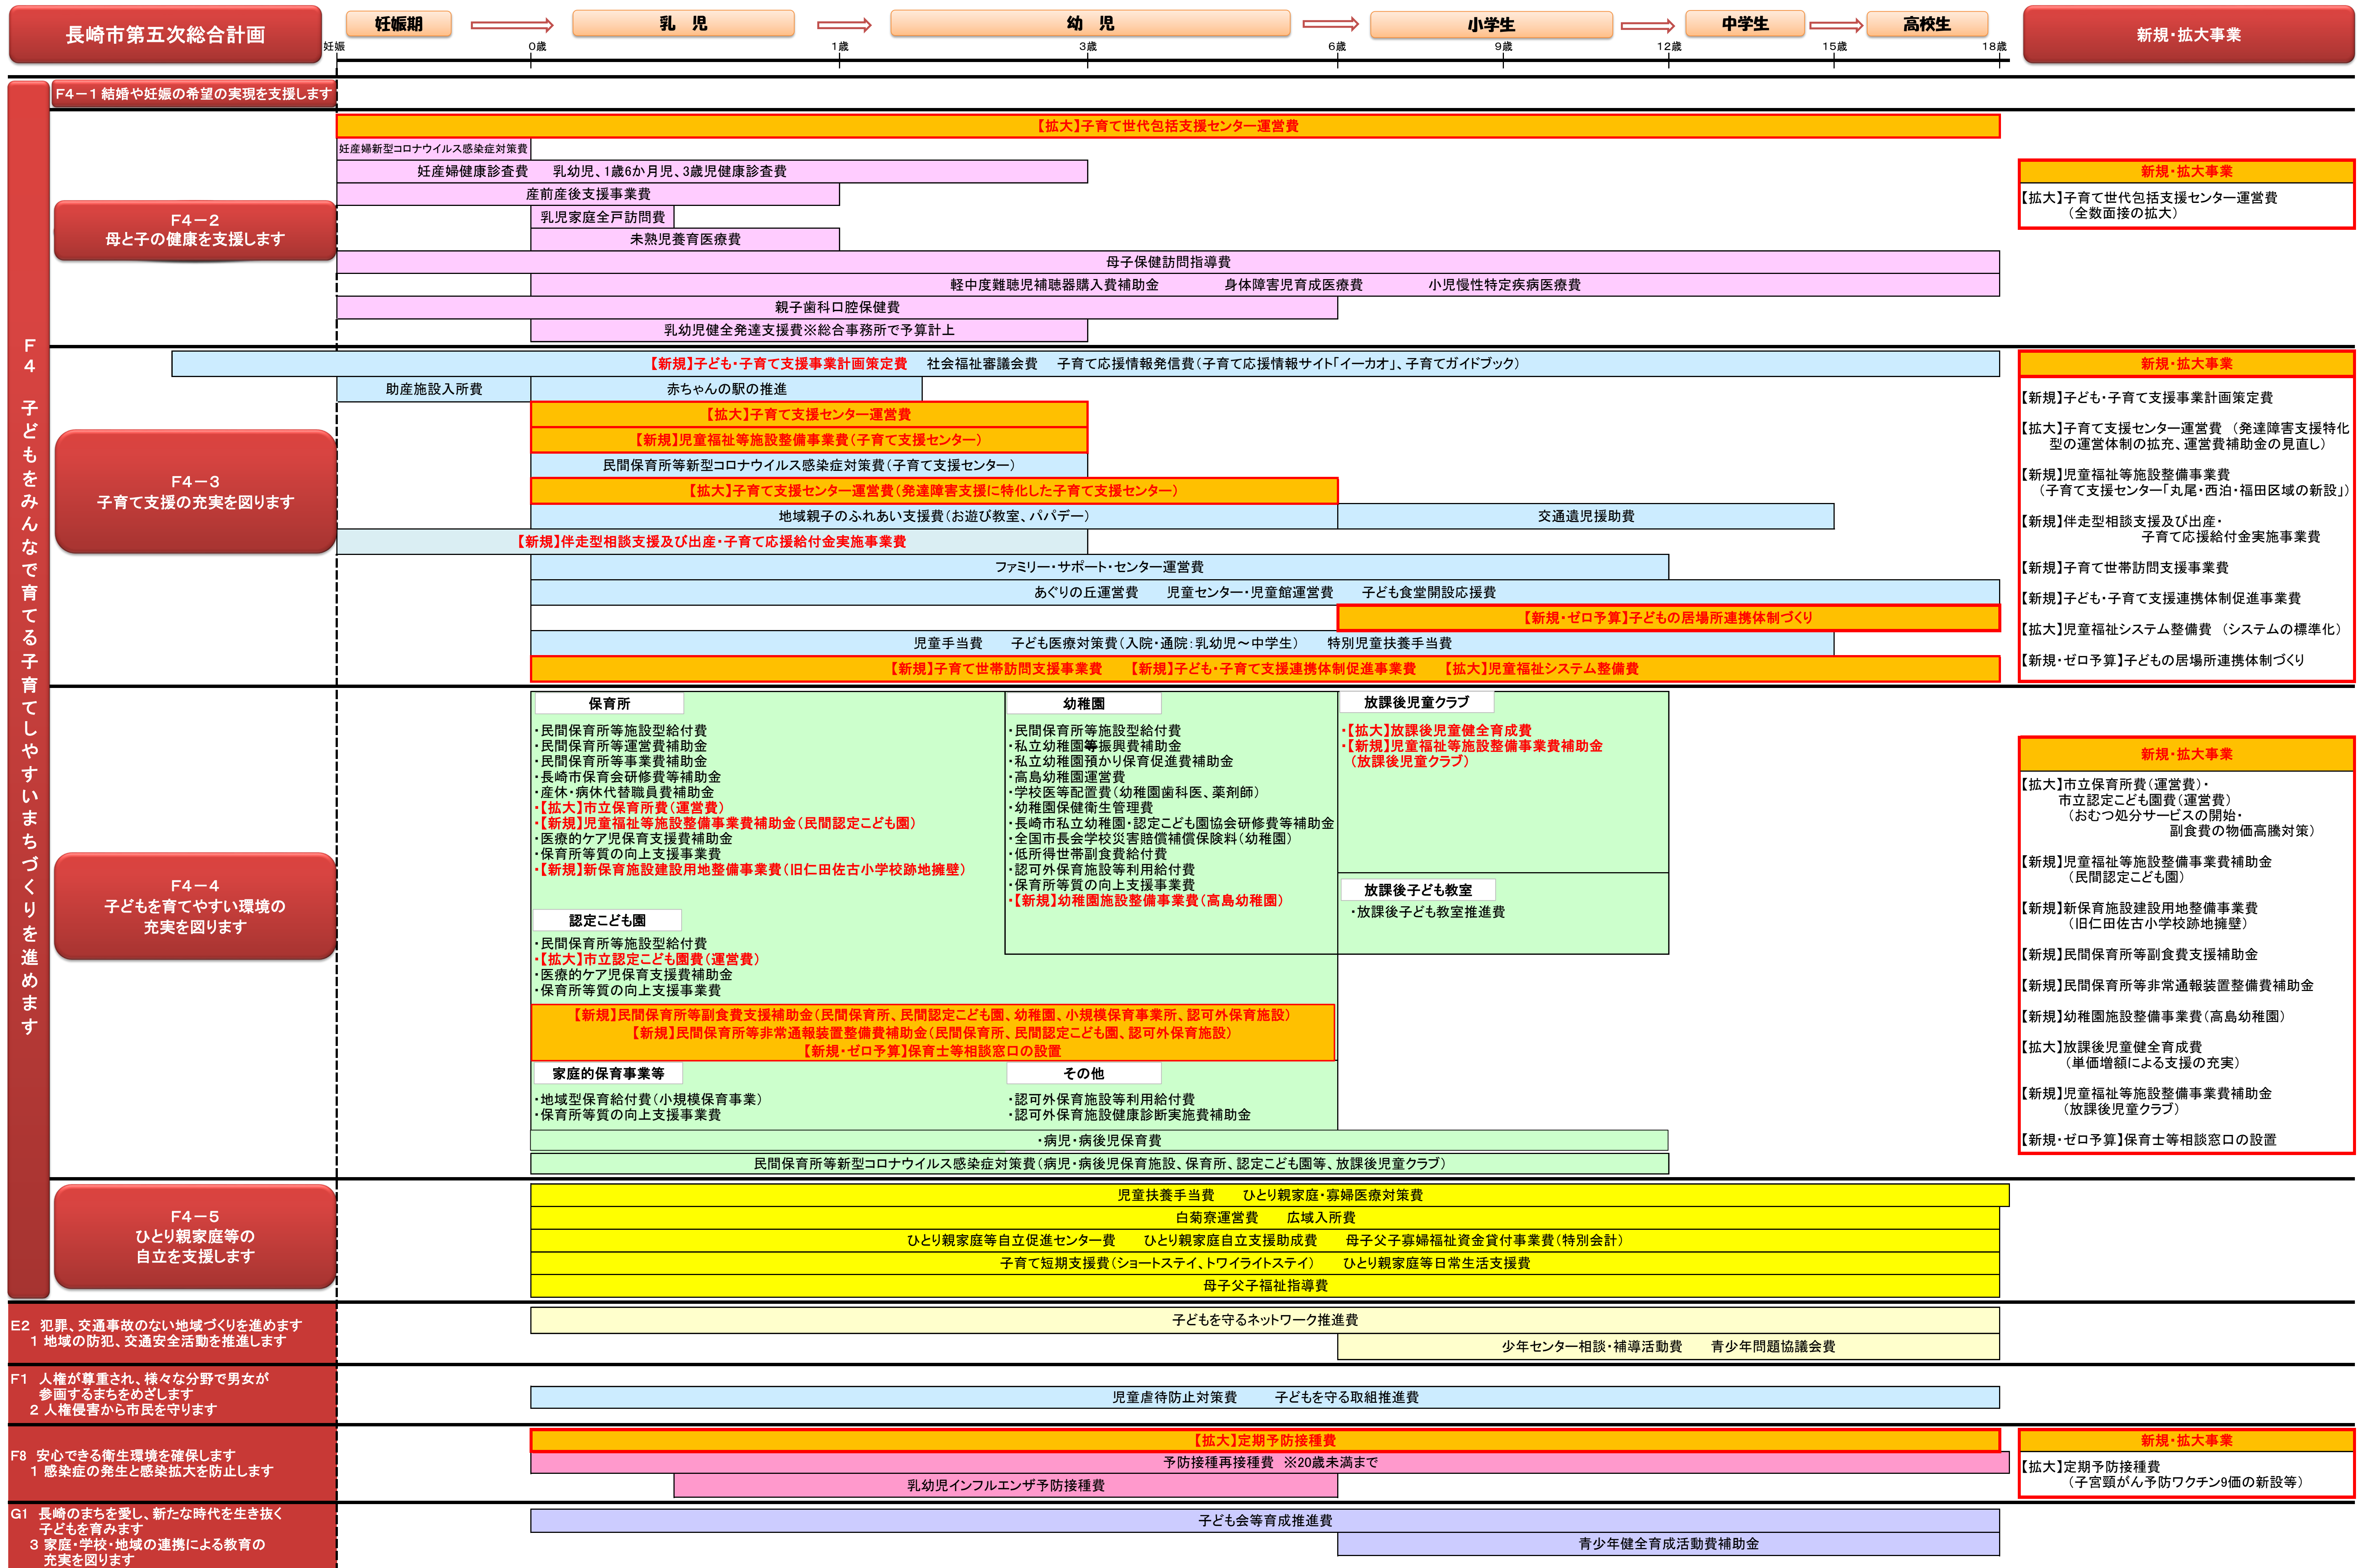 長崎市第五次総合計画
妊娠期
乳　児
幼　児
小学生
中学生
高校生
新規・拡大事業
妊娠
0歳
1歳
3歳
6歳
9歳
12歳
15歳
18歳
F4　子どもをみんなで育てる子育てしやすいまちづくりを進めます
F4－1 結婚や妊娠の希望の実現を支援します
【拡大】子育て世代包括支援センター運営費
妊産婦新型コロナウイルス感染症対策費
妊産婦健康診査費　　乳幼児、1歳6か月児、3歳児健康診査費
産前産後支援事業費
乳児家庭全戸訪問費
未熟児養育医療費
母子保健訪問指導費
軽中度難聴児補聴器購入費補助金　　　身体障害児育成医療費　　　小児慢性特定疾病医療費
親子歯科口腔保健費
乳幼児健全発達支援費※総合事務所で予算計上
F4－2
母と子の健康を支援します
新規・拡大事業
【拡大】子育て世代包括支援センター運営費
（全数面接の拡大）
【新規】子ども・子育て支援事業計画策定費　社会福祉審議会費　子育て応援情報発信費（子育て応援情報サイト「イーカオ」、子育てガイドブック）
助産施設入所費
赤ちゃんの駅の推進
【拡大】子育て支援センター運営費
【新規】児童福祉等施設整備事業費（子育て支援センター）
民間保育所等新型コロナウイルス感染症対策費（子育て支援センター）
【拡大】子育て支援センター運営費（発達障害支援に特化した子育て支援センター）
地域親子のふれあい支援費（お遊び教室、パパデー）
交通遺児援助費
【新規】伴走型相談支援及び出産・子育て応援給付金実施事業費
ファミリー・サポート・センター運営費
あぐりの丘運営費　　児童センター・児童館運営費　　子ども食堂開設応援費
【新規・ゼロ予算】子どもの居場所連携体制づくり
児童手当費　　子ども医療対策費（入院・通院：乳幼児～中学生）　　特別児童扶養手当費
【新規】子育て世帯訪問支援事業費　　【新規】子ども・子育て支援連携体制促進事業費　　【拡大】児童福祉システム整備費
F4－3
子育て支援の充実を図ります
新規・拡大事業
【新規】子ども・子育て支援事業計画策定費
【拡大】子育て支援センター運営費　（発達障害支援特化
型の運営体制の拡充、運営費補助金の見直し）
【新規】児童福祉等施設整備事業費
（子育て支援センター「丸尾・西泊・福田区域の新設」）
【新規】伴走型相談支援及び出産・
子育て応援給付金実施事業費
【新規】子育て世帯訪問支援事業費
【新規】子ども・子育て支援連携体制促進事業費
【拡大】児童福祉システム整備費　（システムの標準化）
【新規・ゼロ予算】子どもの居場所連携体制づくり
F4－4
子どもを育てやすい環境の
充実を図ります
保育所
・民間保育所等施設型給付費
・民間保育所等運営費補助金
・民間保育所等事業費補助金
・長崎市保育会研修費等補助金
・産休・病休代替職員費補助金
・【拡大】市立保育所費（運営費）
・【新規】児童福祉等施設整備事業費補助金（民間認定こども園）
・医療的ケア児保育支援費補助金
・保育所等質の向上支援事業費
・【新規】新保育施設建設用地整備事業費（旧仁田佐古小学校跡地擁壁）
認定こども園
・民間保育所等施設型給付費
・【拡大】市立認定こども園費（運営費）
・医療的ケア児保育支援費補助金
・保育所等質の向上支援事業費
幼稚園
・民間保育所等施設型給付費
・私立幼稚園等振興費補助金
・私立幼稚園預かり保育促進費補助金
・高島幼稚園運営費
・学校医等配置費（幼稚園歯科医、薬剤師）
・幼稚園保健衛生管理費
・長崎市私立幼稚園・認定こども園協会研修費等補助金
・全国市長会学校災害賠償補償保険料（幼稚園）
・低所得世帯副食費給付費
・認可外保育施設等利用給付費
・保育所等質の向上支援事業費
・【新規】幼稚園施設整備事業費（高島幼稚園）
放課後児童クラブ
・【拡大】放課後児童健全育成費
・【新規】児童福祉等施設整備事業費補助金
（放課後児童クラブ）
放課後子ども教室
・放課後子ども教室推進費
【新規】民間保育所等副食費支援補助金（民間保育所、民間認定こども園、幼稚園、小規模保育事業所、認可外保育施設）
【新規】民間保育所等非常通報装置整備費補助金（民間保育所、民間認定こども園、認可外保育施設）
【新規・ゼロ予算】保育士等相談窓口の設置
家庭的保育事業等
・地域型保育給付費（小規模保育事業）
・保育所等質の向上支援事業費
その他
・認可外保育施設等利用給付費
・認可外保育施設健康診断実施費補助金
・病児・病後児保育費
民間保育所等新型コロナウイルス感染症対策費（病児・病後児保育施設、保育所、認定こども園等、放課後児童クラブ）
新規・拡大事業
【拡大】市立保育所費（運営費）・
市立認定こども園費（運営費）
（おむつ処分サービスの開始・
副食費の物価高騰対策）
【新規】児童福祉等施設整備事業費補助金
（民間認定こども園）
【新規】新保育施設建設用地整備事業費
（旧仁田佐古小学校跡地擁壁）
【新規】民間保育所等副食費支援補助金
【新規】民間保育所等非常通報装置整備費補助金
【新規】幼稚園施設整備事業費（高島幼稚園）
【拡大】放課後児童健全育成費
（単価増額による支援の充実）
【新規】児童福祉等施設整備事業費補助金
（放課後児童クラブ）
【新規・ゼロ予算】保育士等相談窓口の設置
F4－5
ひとり親家庭等の
自立を支援します
児童扶養手当費　　ひとり親家庭・寡婦医療対策費
白菊寮運営費　　広域入所費
ひとり親家庭等自立促進センター費　　ひとり親家庭自立支援助成費　　母子父子寡婦福祉資金貸付事業費（特別会計）
子育て短期支援費（ショートステイ、トワイライトステイ）　　ひとり親家庭等日常生活支援費
母子父子福祉指導費
E2 犯罪、交通事故のない地域づくりを進めます
1 地域の防犯、交通安全活動を推進します
子どもを守るネットワーク推進費
少年センター相談・補導活動費　　青少年問題協議会費
F1 人権が尊重され、様々な分野で男女が
参画するまちをめざします
2 人権侵害から市民を守ります
児童虐待防止対策費　　子どもを守る取組推進費
F8 安心できる衛生環境を確保します
1 感染症の発生と感染拡大を防止します
【拡大】定期予防接種費
予防接種再接種費　※20歳未満まで
乳幼児インフルエンザ予防接種費
新規・拡大事業
【拡大】定期予防接種費
（子宮頸がん予防ワクチン9価の新設等）
G1 長崎のまちを愛し、新たな時代を生き抜く
子どもを育みます
3 家庭・学校・地域の連携による教育の
充実を図ります
子ども会等育成推進費
青少年健全育成活動費補助金